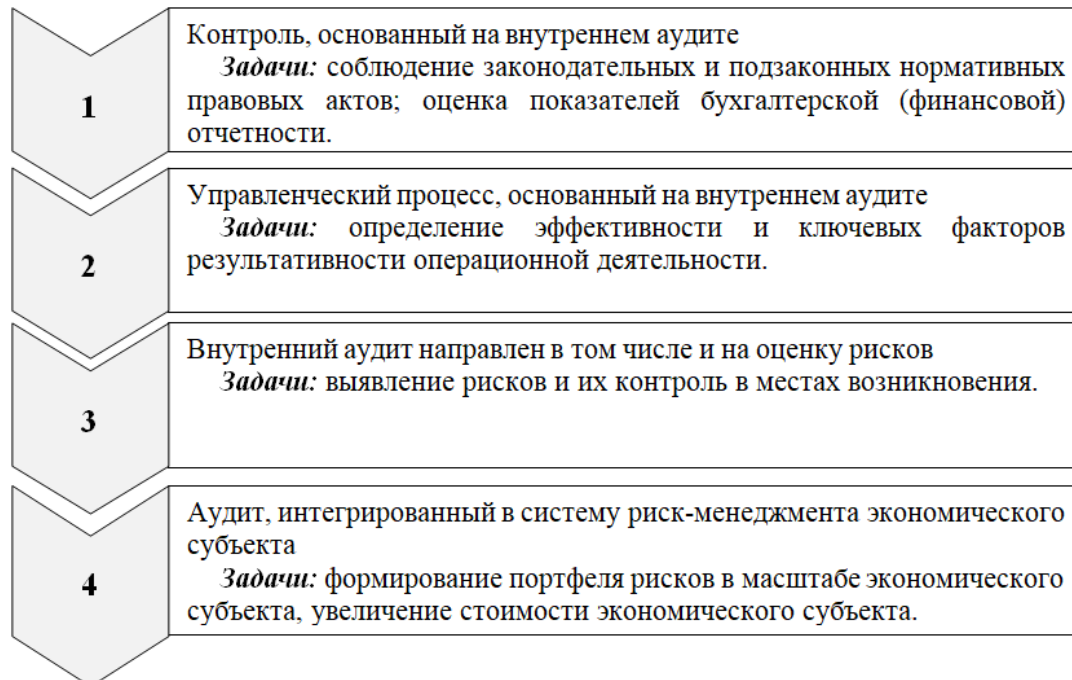 1
Контроль, основанный на внутреннем аудите
Задачи: соблюдение законодательных и подзаконных нормативных
правовых актов; оценка показателей бухгалтерской (финансовой)
отчетности.
2
Управленческий процесс, основанный на внутреннем аудите
Задачи: определение эффективности и ключевых факторов
результативности операционной деятельности.
3
Внутренний аудит направлен в том числе и на оценку рисков
Задачи: выявление рисков и их контроль в местах возникновения.
4
Аудит, интегрированный в систему риск-менеджмента экономического
субъекта
Задачи: формирование портфеля рисков в масштабе экономического
субъекта, увеличение стоимости экономического субъекта.